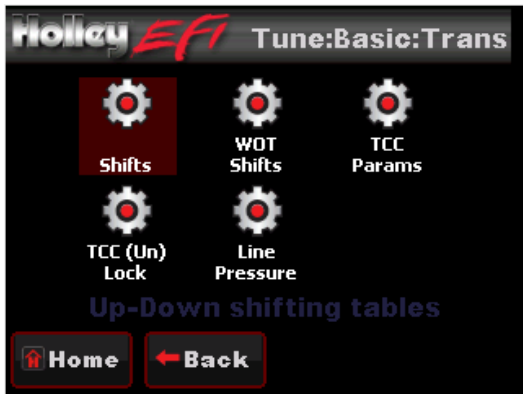 Holley EFI Tune:Basic:Trans
Shifts
WOT
Shifts
TCC
Params
TCC (Un)
Lock
Line
Pressure
Up-Down shifting tables
Home
Back